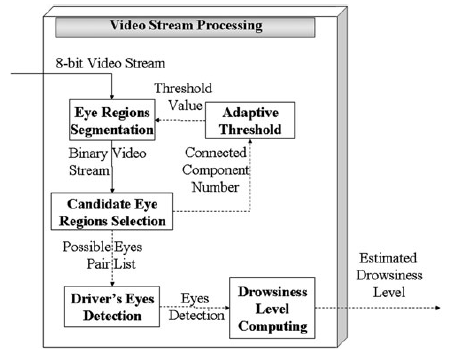 Video Stream Processing
8-bit Video Stream
Threshold
Value
Eye Regions
Segmentation
Adaptive
Threshold
Binary Video
Stream
Connected
Component
Number
Candidate Eye
Regions Selection
Possible Eyes
Pair List
Estimated
Drowsiness
Level
Driver's Eyes
Detection
Eyes
Detection
Drowsiness
Level
Computing